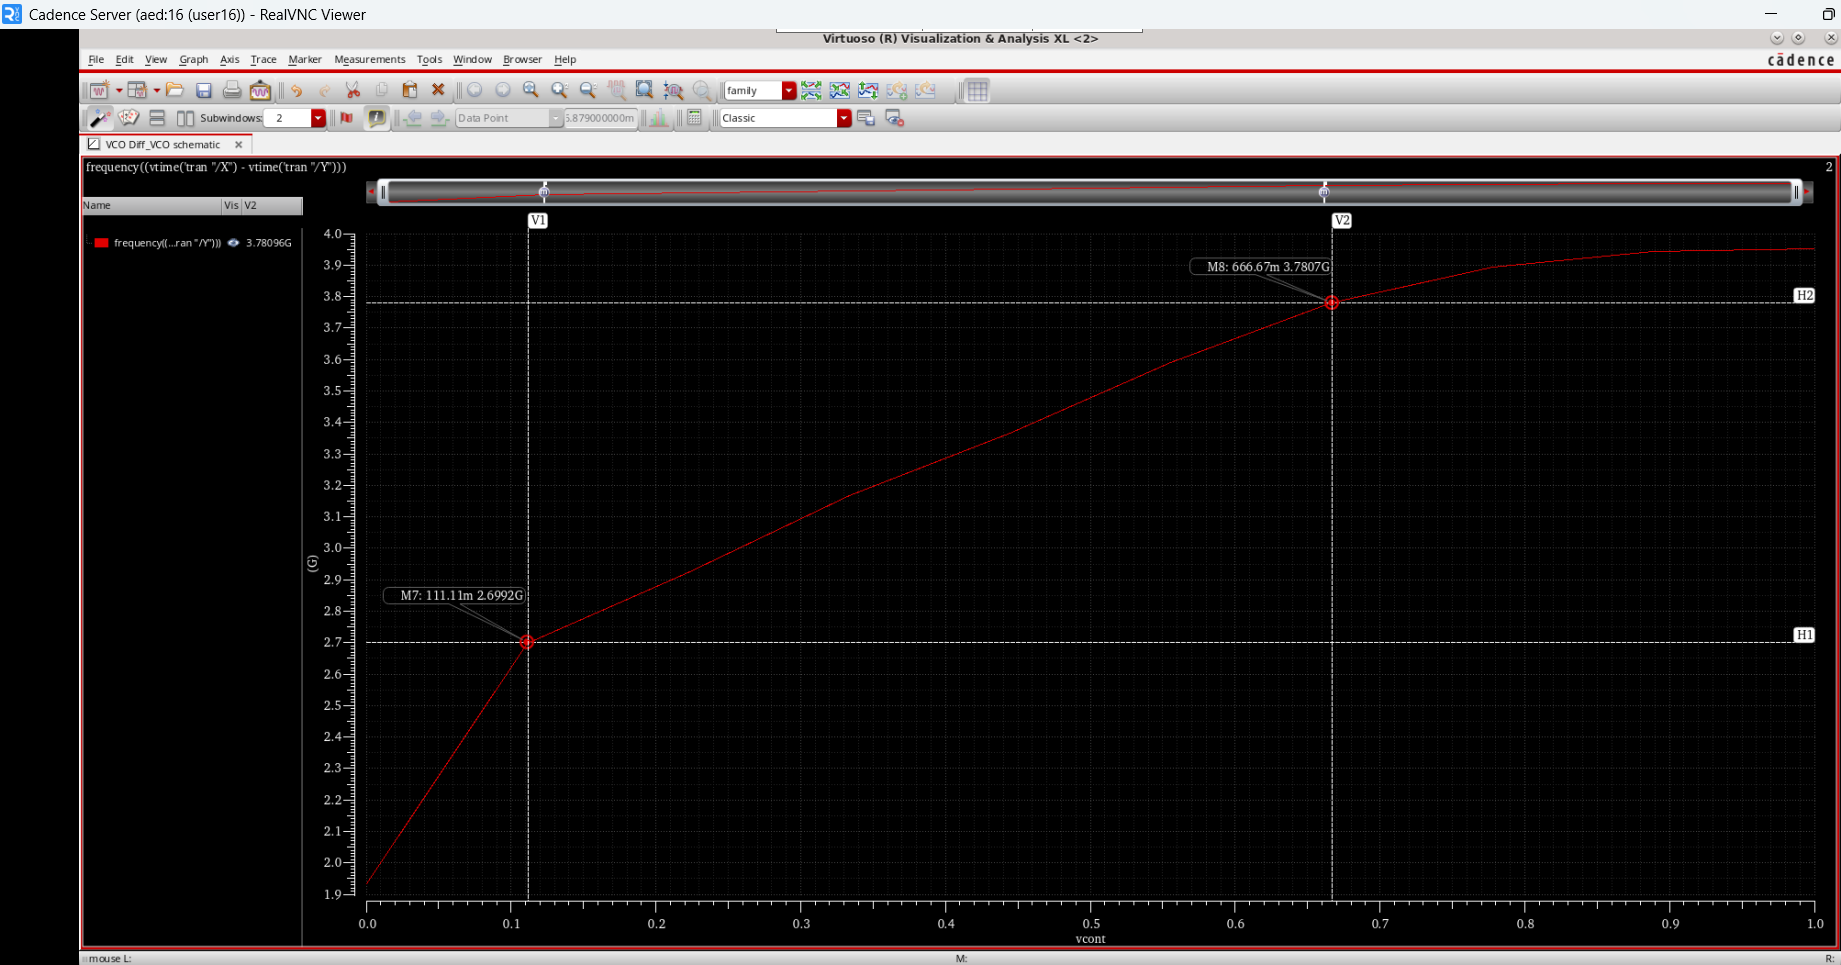 Cadence Server (aed:16 (user16)) - RealVNC Viewer
Virtuoso (R) Visualization & Analysis XL <2>
File Edit View Graph Axis Trace Marker Measurements Tools Window Browser Help
cādence
family
Subwindows: 2 Data Point 5.879000000m Classic
VCO Diff_VCO schematic
frequency((vtime('tran "/X") - vtime('tran "/Y")))
2
Name Vis V2
frequency((...ran "/Y"))) 3.78096G
V1
V2
4.0
3.9
M8: 666.67m 3.7807G
3.8
H2
3.7
3.6
3.5
3.4
3.3
3.2
3.1
3.0
(G)
2.9
M7: 111.11m 2.6992G
2.8
2.7
H1
2.6
2.5
2.4
2.3
2.2
2.1
2.0
1.9
0.0 0.1 0.2 0.3 0.4 0.5 0.6 0.7 0.8 0.9 1.0
vcont
mouse L: M: R: